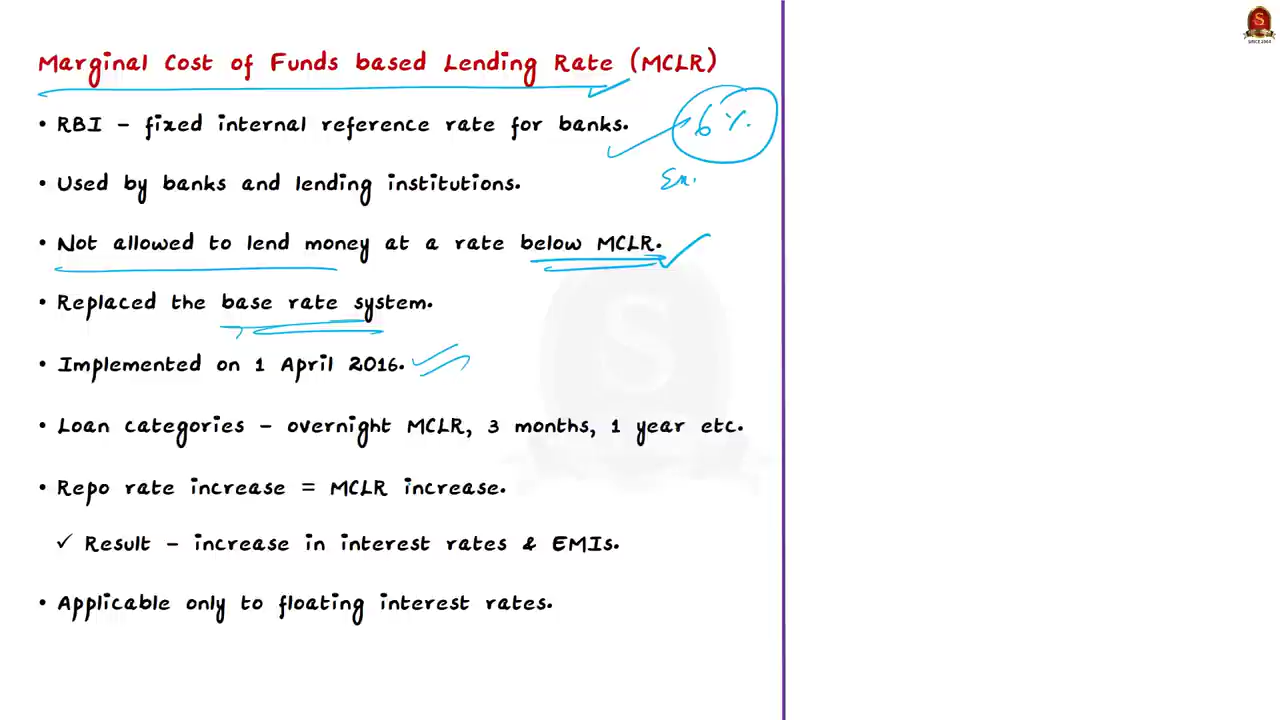 Marginal Cost of Funds based Lending Rate (MCLR)
• RBI – fixed internal reference rate for banks.
6%
Ex.
• Used by banks and lending institutions.
• Not allowed to lend money at a rate below MCLR.
• Replaced the base rate system.
• Implemented on 1 April 2016.
• Loan categories – overnight MCLR, 3 months, 1 year etc.
• Repo rate increase = MCLR increase.
✓ Result – increase in interest rates & EMIs.
• Applicable only to floating interest rates.
S
SINCE 2004
S